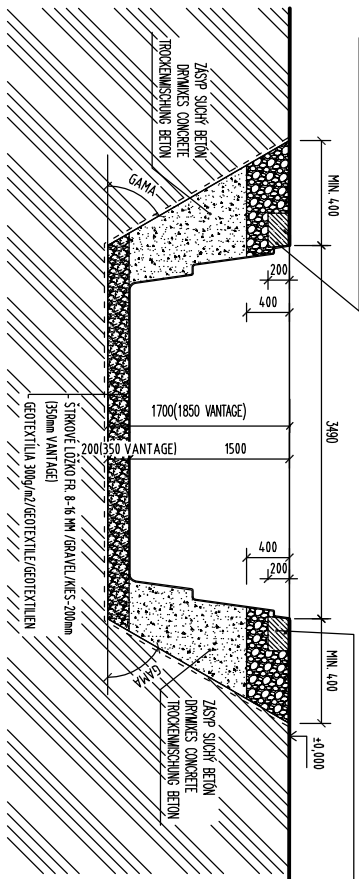 MIN. 400
3490
MIN. 400
±0,000
200
400
400
200
ZÁSYP SUCHÝ BETÓN
DRYMIXES CONCRETE
TROCKENMISCHUNG BETON
GAMA
1700(1850 VANTAGE)
1500
200(350 VANTAGE)
ZÁSYP SUCHÝ BETÓN
DRYMIXES CONCRETE
TROCKENMISCHUNG BETON
GAMA
ŠTRKOVÉ LÔŽKO FR. 8-16 MM /GRAVEL/KIES-200mm
(350mm VANTAGE)
GEOTEXTÍLIA 300g/m2/GEOTEXTILE/GEOTEXTILIEN